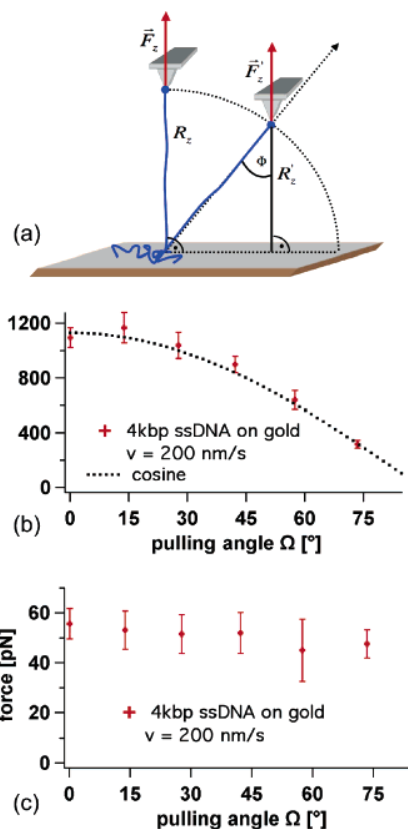 F⃗z F⃗z'
Rz Φ Rz'
(a)
1200
800
400
0
4kbp ssDNA on gold
v = 200 nm/s
cosine
0 15 30 45 60 75
pulling angle Ω [°]
(b)
force [pN]
60
40
20
0
4kbp ssDNA on gold
v = 200 nm/s
0 15 30 45 60 75
pulling angle Ω [°]
(c)